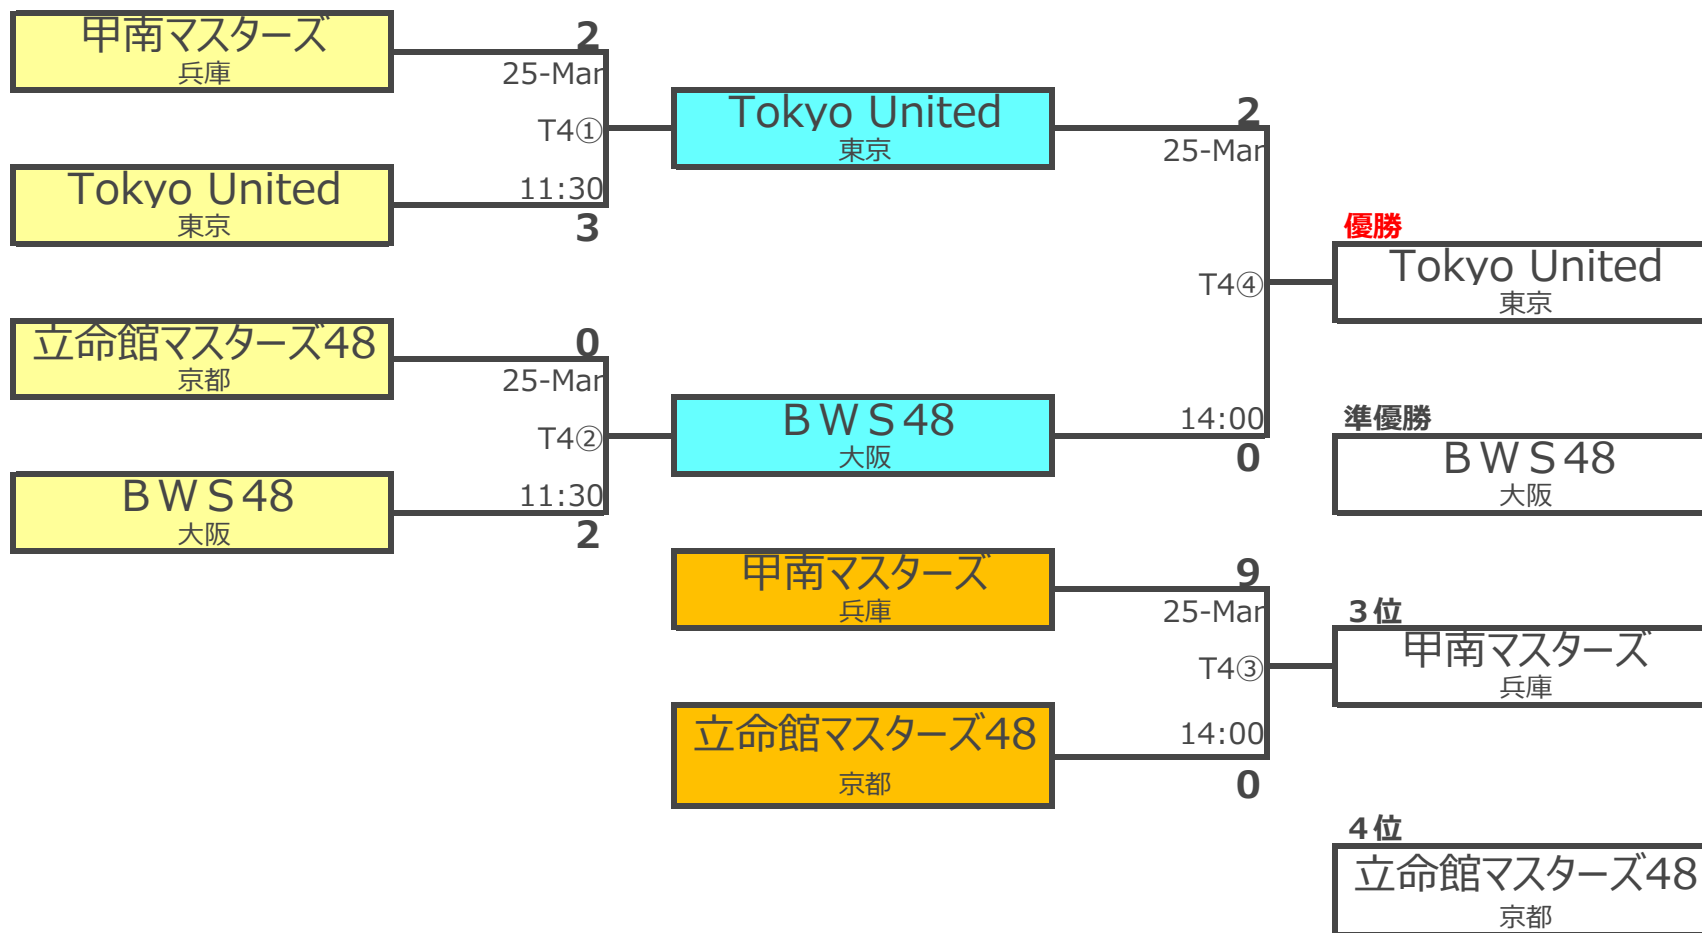 甲南マスターズ
兵庫
2
25-Mar
T4①
Tokyo United
東京
11:30
3
立命館マスターズ48
京都
0
25-Mar
T4②
ＢＷＳ48
大阪
11:30
2
Tokyo United
東京
2
25-Mar
T4④
ＢＷＳ48
大阪
14:00
0
甲南マスターズ
兵庫
9
25-Mar
T4③
立命館マスターズ48
京都
14:00
0
優勝
Tokyo United
東京
準優勝
ＢＷＳ48
大阪
３位
甲南マスターズ
兵庫
４位
立命館マスターズ48
京都